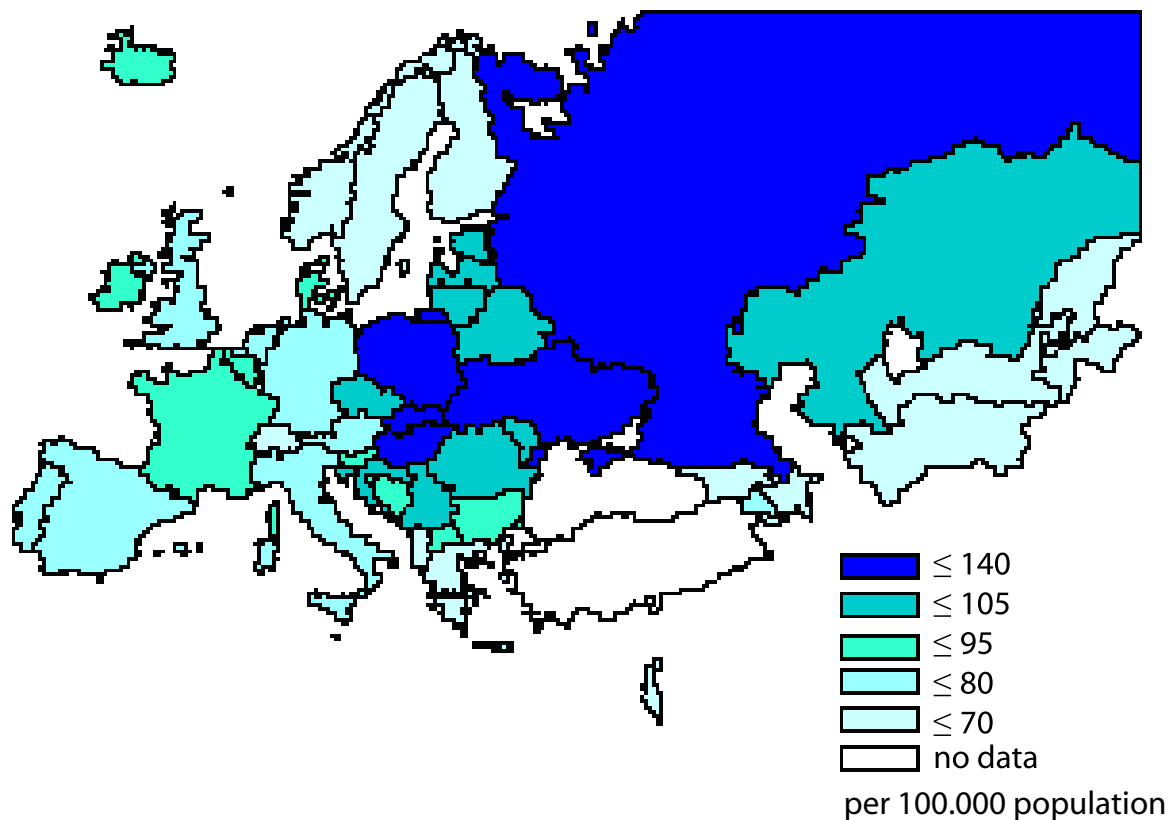 ≤ 140
≤ 105
≤ 95
≤ 80
≤ 70
no data
per 100.000 population